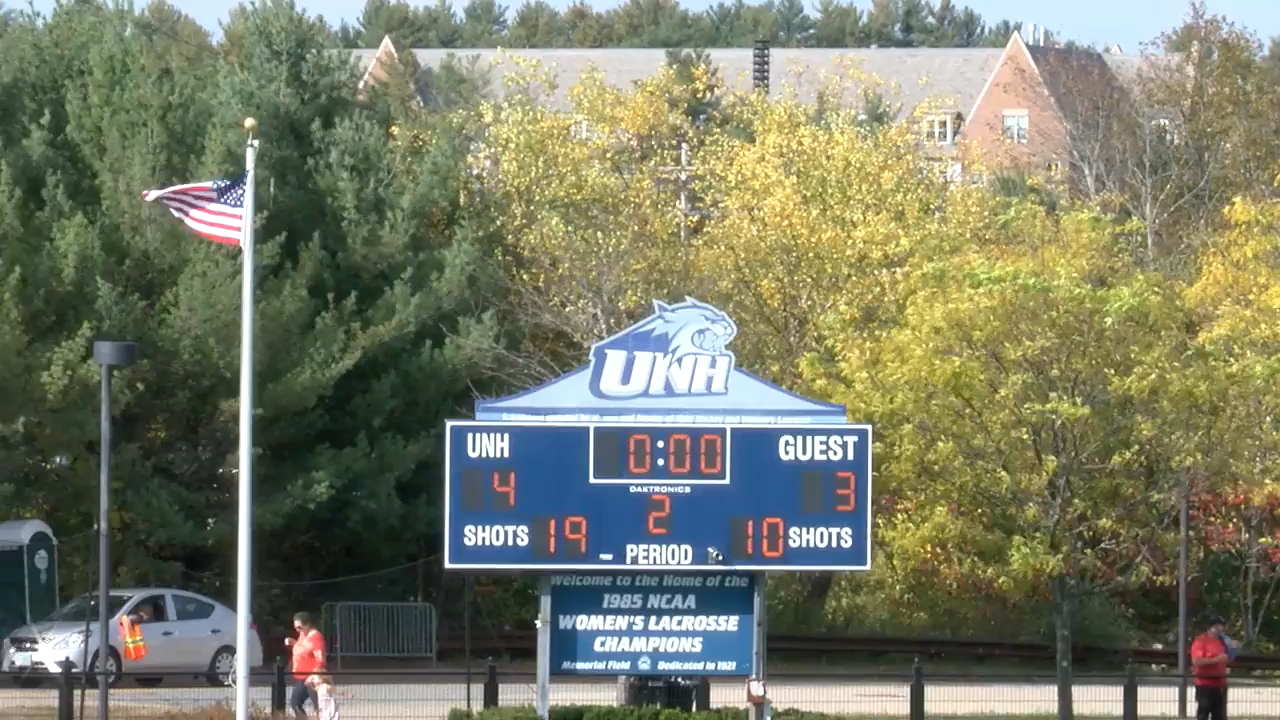 UNH
UNH 0:00 GUEST
DAKTRONICS
4 2 3
SHOTS 19 PERIOD 10 SHOTS
Welcome to the Home of the
1985 NCAA
WOMEN'S LACROSSE
CHAMPIONS
Memorial Field Dedicated in 1921